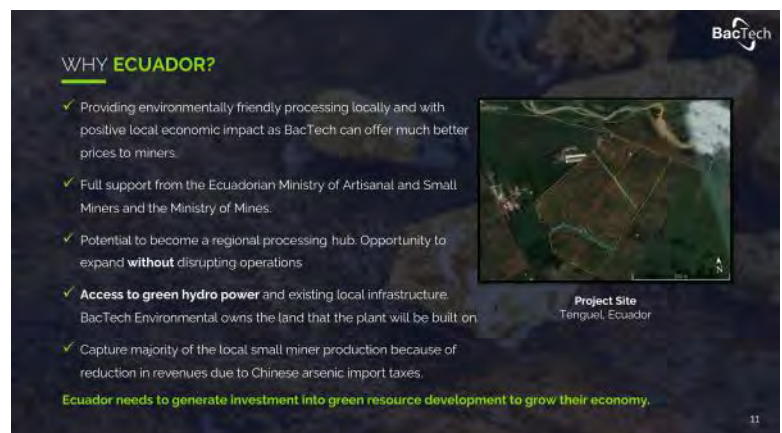 BacTech
WHY ECUADOR?
Providing environmentally friendly processing locally and with
positive local economic impact as BacTech can offer much better
prices to miners.
Full support from the Ecuadorian Ministry of Artisanal and Small
Miners and the Ministry of Mines.
Potential to become a regional processing hub. Opportunity to
expand without disrupting operations
Access to green hydro power and existing local infrastructure.
BacTech Environmental owns the land that the plant will be built on.
Capture majority of the local small miner production because of
reduction in revenues due to Chinese arsenic import taxes.
Ecuador needs to generate investment into green resource development to grow their economy.
N
Project Site
Tenguel, Ecuador
11